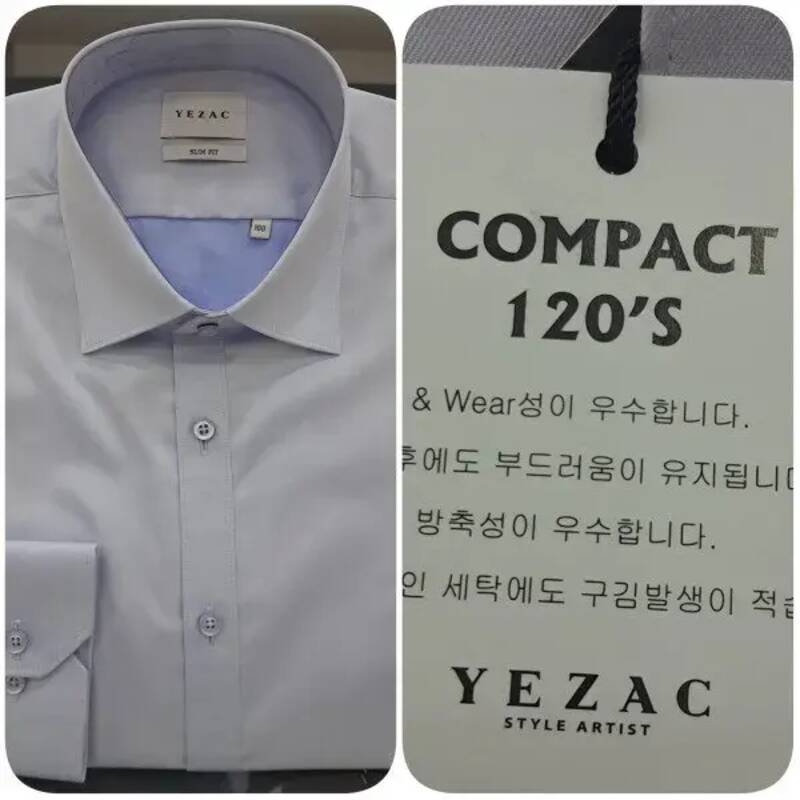 YEZAC
SLIM FIT
100
COMPACT
120'S
& Wear성이 우수합니다.
후에도 부드러움이 유지됩니다
방축성이 우수합니다.
인 세탁에도 구김발생이 적습
YEZAC
STYLE ARTIST